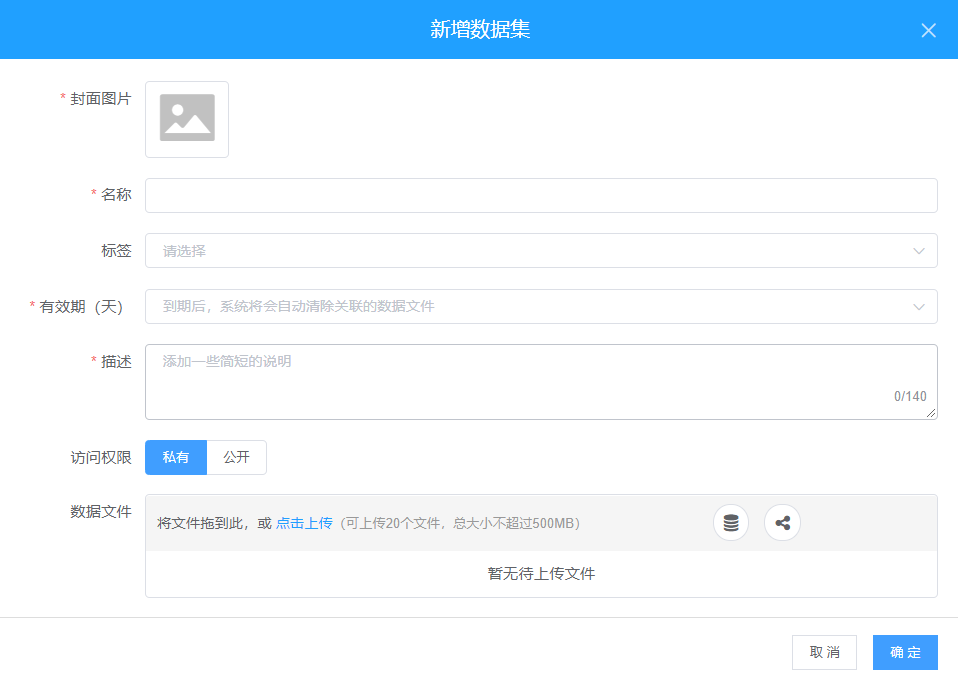 新增数据集
* 封面图片
* 名称
标签 请选择
* 有效期（天） 到期后，系统将会自动清除关联的数据文件
* 描述 添加一些简短的说明
0/140
访问权限 私有 公开
数据文件 将文件拖到此，或 点击上传（可上传20个文件，总大小不超过500MB）
暂无待上传文件
取 消 确 定